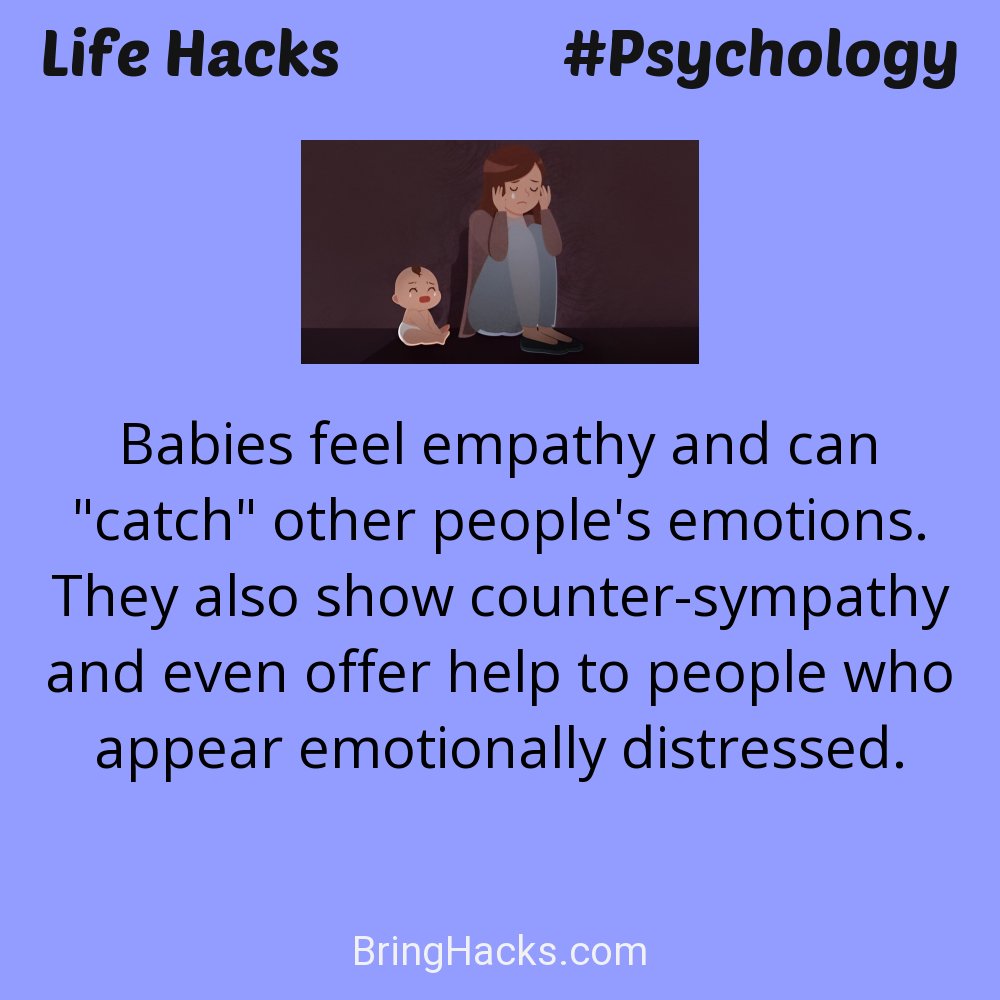 Life Hacks #Psychology
Babies feel empathy and can
"catch" other people's emotions.
They also show counter-sympathy
and even offer help to people who
appear emotionally distressed.
BringHacks.com